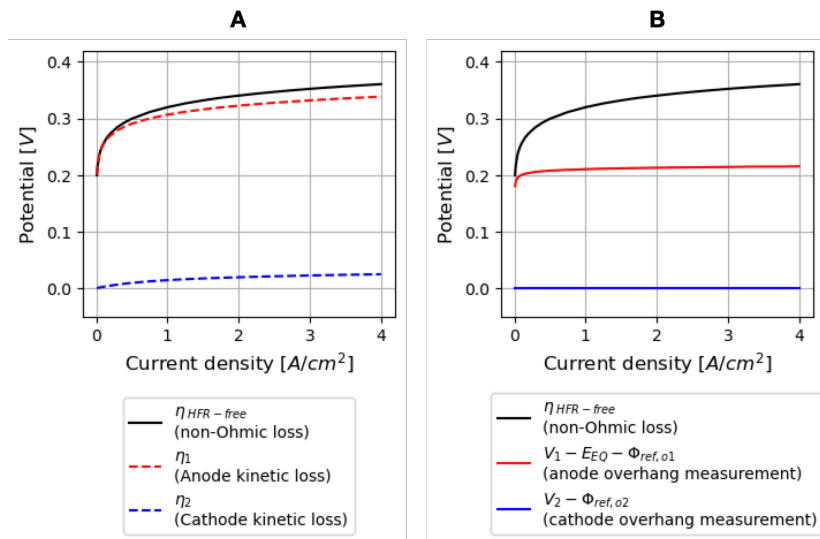 A
B
0.4
0.3
0.2
0.1
0.0
Potential [V]
0
1
2
3
4
Current density [A/cm²]
η HFR−free
(non-Ohmic loss)
η₁
(Anode kinetic loss)
η₂
(Cathode kinetic loss)
0.4
0.3
0.2
0.1
0.0
Potential [V]
0
1
2
3
4
Current density [A/cm²]
η HFR−free
(non-Ohmic loss)
V₁ − E_EQ − Φ_ref,o1
(anode overhang measurement)
V₂ − Φ_ref,o2
(cathode overhang measurement)